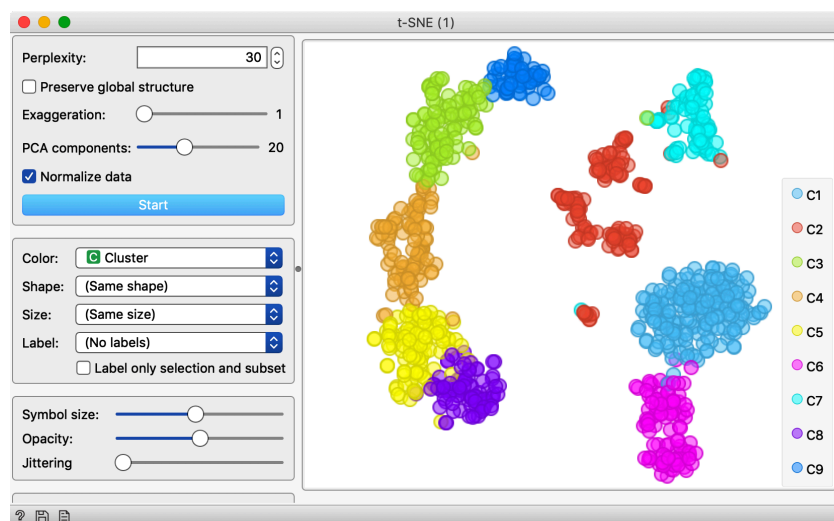 t-SNE (1)
Perplexity: 30
Preserve global structure
Exaggeration: 1
PCA components: 20
Normalize data
Start
Color: C Cluster
Shape: (Same shape)
Size: (Same size)
Label: (No labels)
Label only selection and subset
Symbol size:
Opacity:
Jittering
C1
C2
C3
C4
C5
C6
C7
C8
C9
?